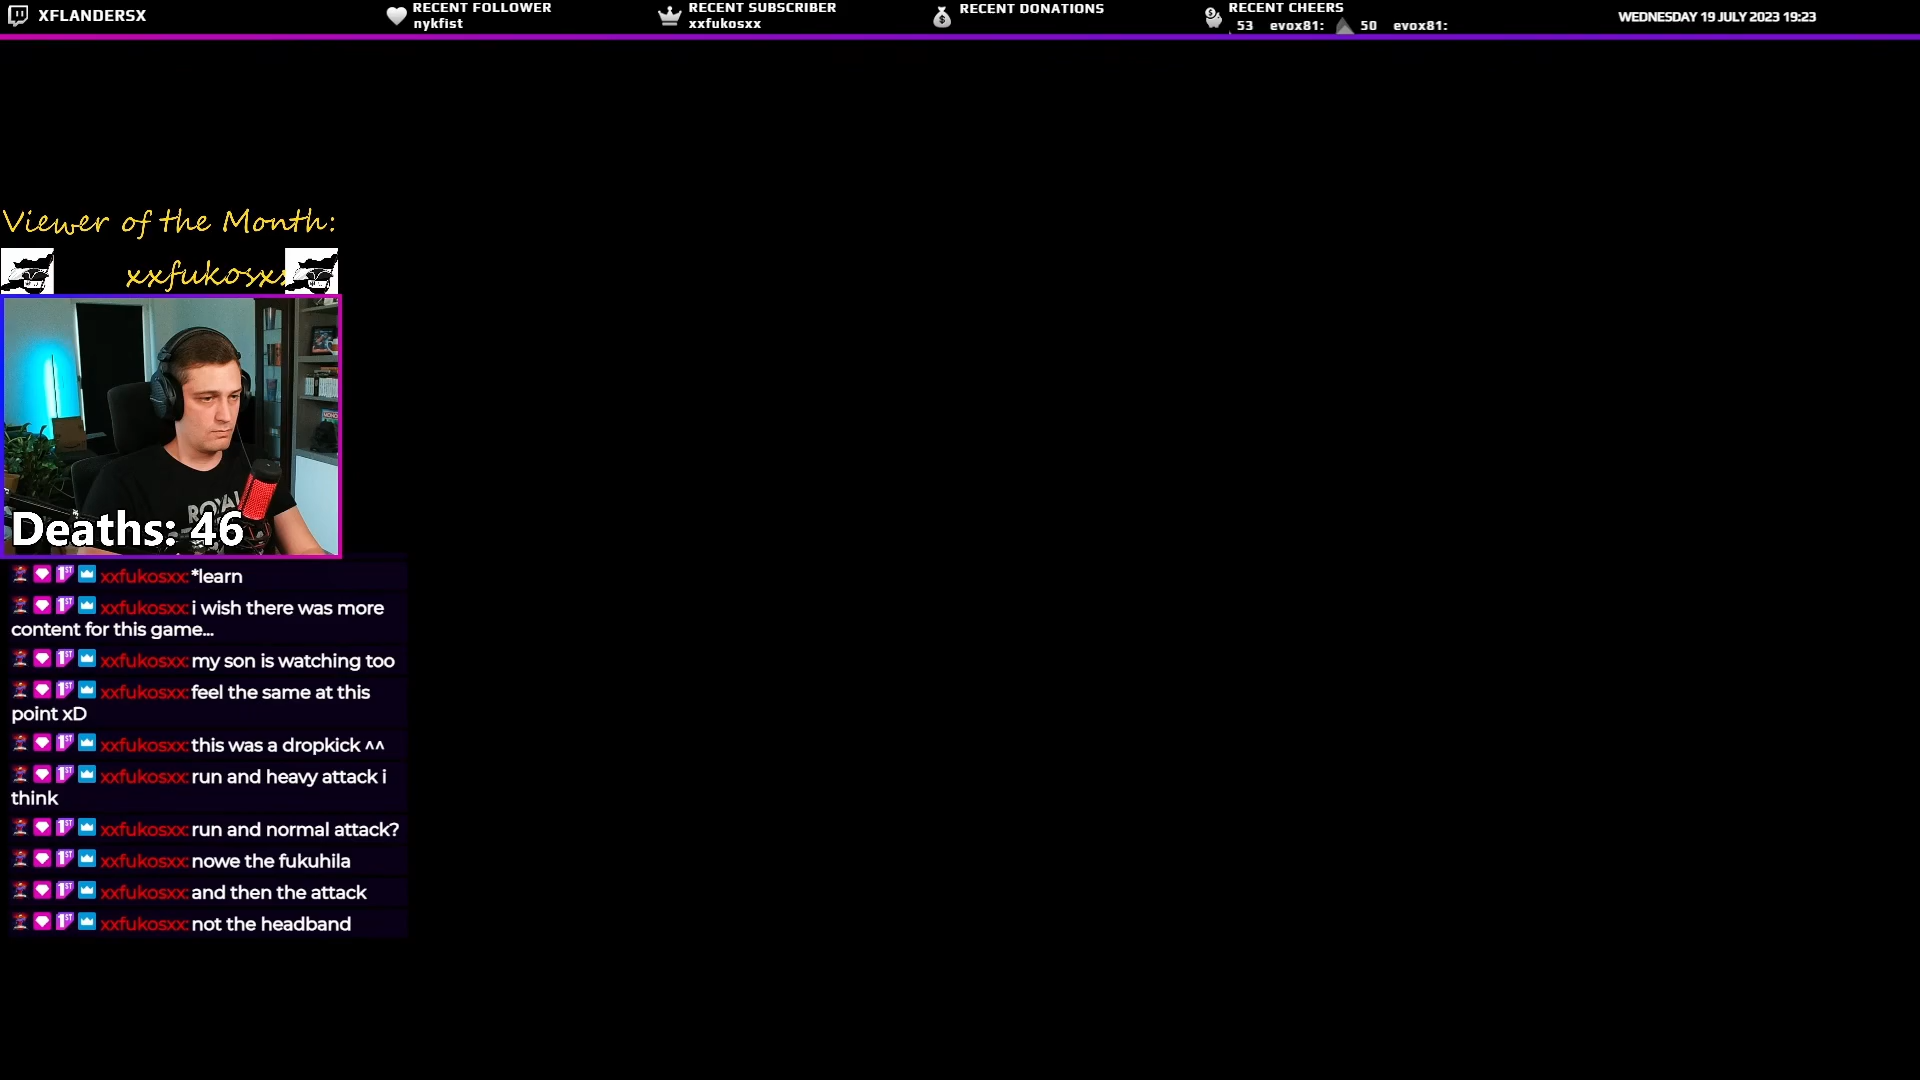 XFLANDERSX
RECENT FOLLOWER
nykfist
RECENT SUBSCRIBER
xxfukosxx
RECENT DONATIONS
RECENT CHEERS
53 evox81: 50 evox81:
WEDNESDAY 19 JULY 2023 19:23
Viewer of the Month:
xxfukosx
ROYAL
Deaths: 46
xxfukosxx: *learn
xxfukosxx: i wish there was more
content for this game...
xxfukosxx: my son is watching too
xxfukosxx: feel the same at this
point xD
xxfukosxx: this was a dropkick ^^
xxfukosxx: run and heavy attack i
think
xxfukosxx: run and normal attack?
xxfukosxx: nowe the fukuhila
xxfukosxx: and then the attack
xxfukosxx: not the headband